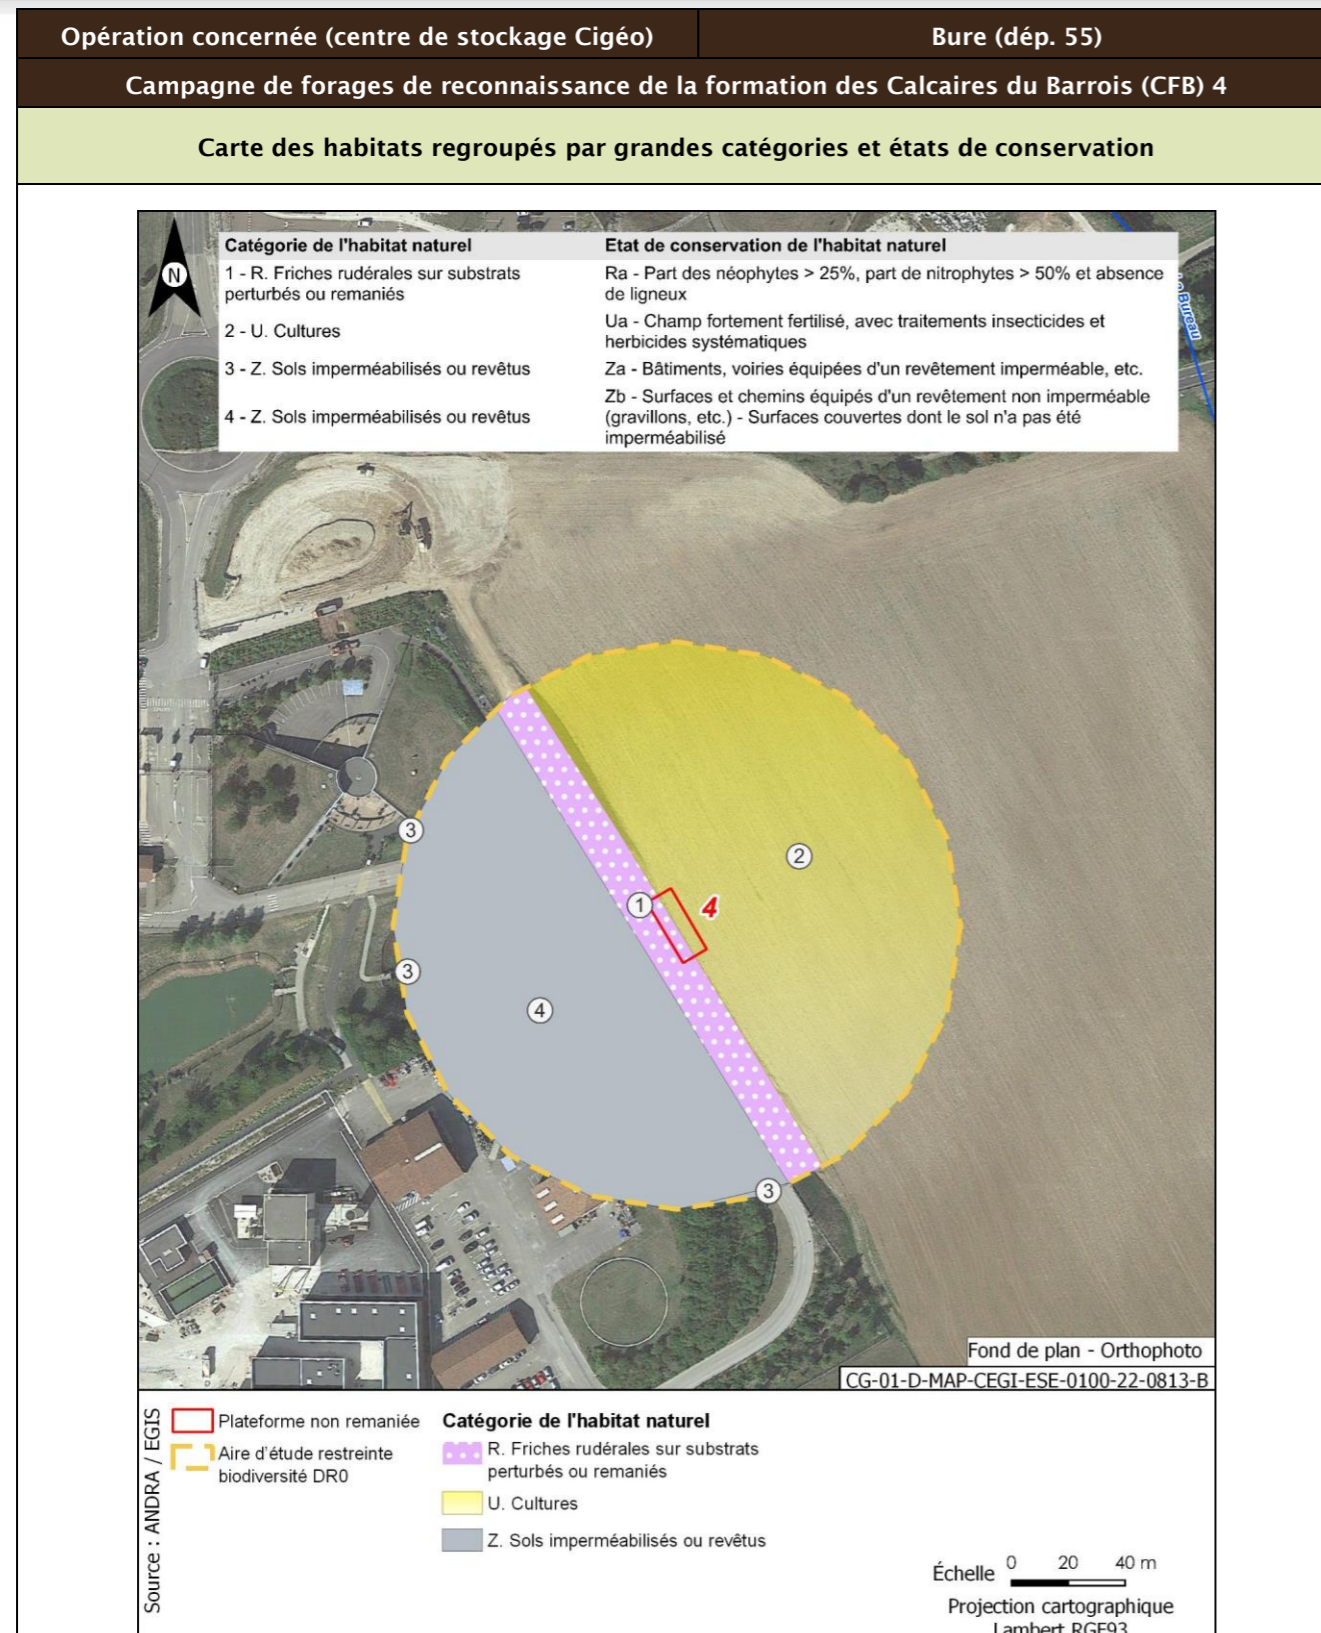 Opération concernée (centre de stockage Cigéo)
Bure (dép. 55)
Campagne de forages de reconnaissance de la formation des Calcaires du Barrois (CFB) 4
Carte des habitats regroupés par grandes catégories et états de conservation
N
Catégorie de l'habitat naturel
Etat de conservation de l'habitat naturel
1 - R. Friches rudérales sur substrats
perturbés ou remaniés
Ra - Part des néophytes > 25%, part de nitrophytes > 50% et absence
de ligneux
2 - U. Cultures
Ua - Champ fortement fertilisé, avec traitements insecticides et
herbicides systématiques
3 - Z. Sols imperméabilisés ou revêtus
Za - Bâtiments, voiries équipées d'un revêtement imperméable, etc.
4 - Z. Sols imperméabilisés ou revêtus
Zb - Surfaces et chemins équipés d'un revêtement non imperméable
(gravillons, etc.) - Surfaces couvertes dont le sol n'a pas été
imperméabilisé
Bureau
3
2
1
4
3
4
3
Fond de plan - Orthophoto
CG-01-D-MAP-CEGI-ESE-0100-22-0813-B
Source : ANDRA / EGIS
Plateforme non remaniée
Aire d'étude restreinte
biodiversité DR0
Catégorie de l'habitat naturel
R. Friches rudérales sur substrats
perturbés ou remaniés
U. Cultures
Z. Sols imperméabilisés ou revêtus
Échelle 0 20 40 m
Projection cartographique
Lambert RGF93